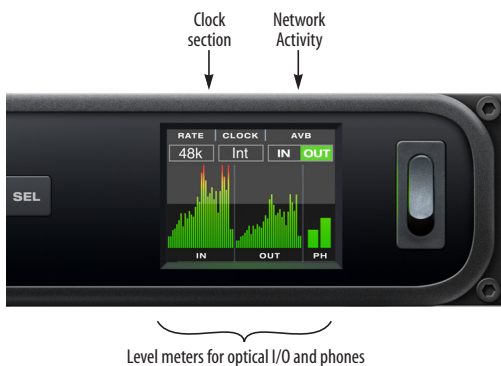 Clock section
Network Activity
RATE CLOCK AVB
48k Int IN OUT
SEL
IN OUT PH
Level meters for optical I/O and phones